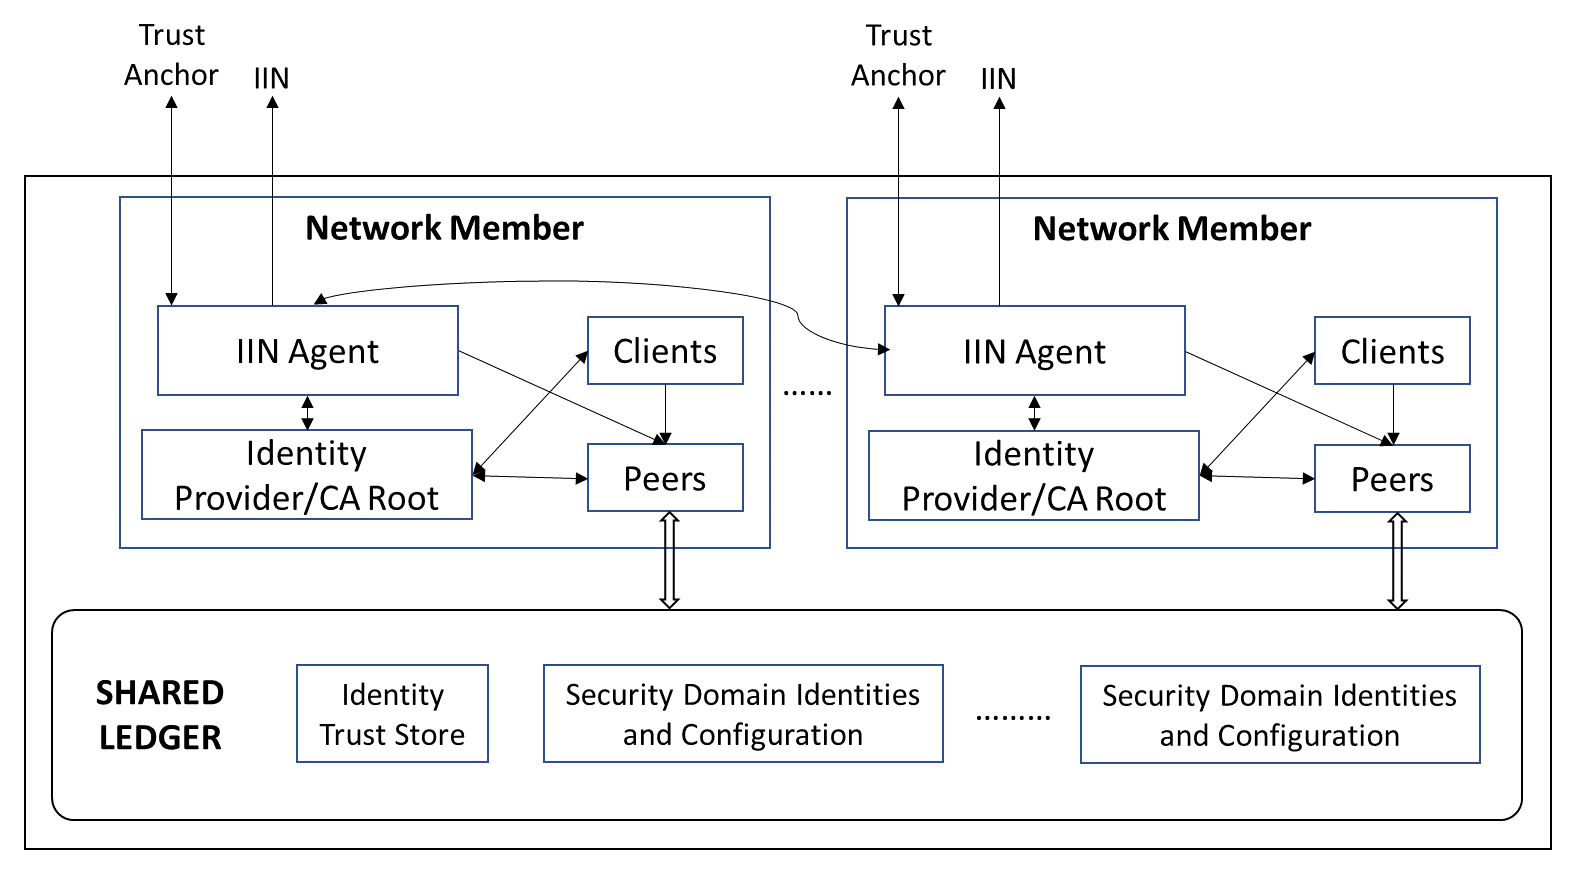 Trust
Anchor
IIN
Trust
Anchor
IIN
Network Member
IIN Agent
Clients
Identity
Provider/CA Root
Peers
......
Network Member
IIN Agent
Clients
Identity
Provider/CA Root
Peers
SHARED
LEDGER
Identity
Trust Store
Security Domain Identities
and Configuration
.........
Security Domain Identities
and Configuration